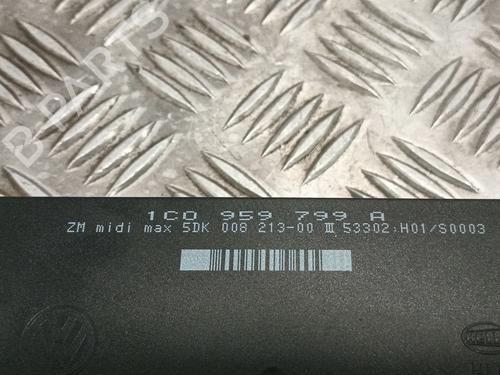 B-PARTS
1C0 959 799 A
ZM midi max 5DK 008 213-00 III 53302:H01/S0003